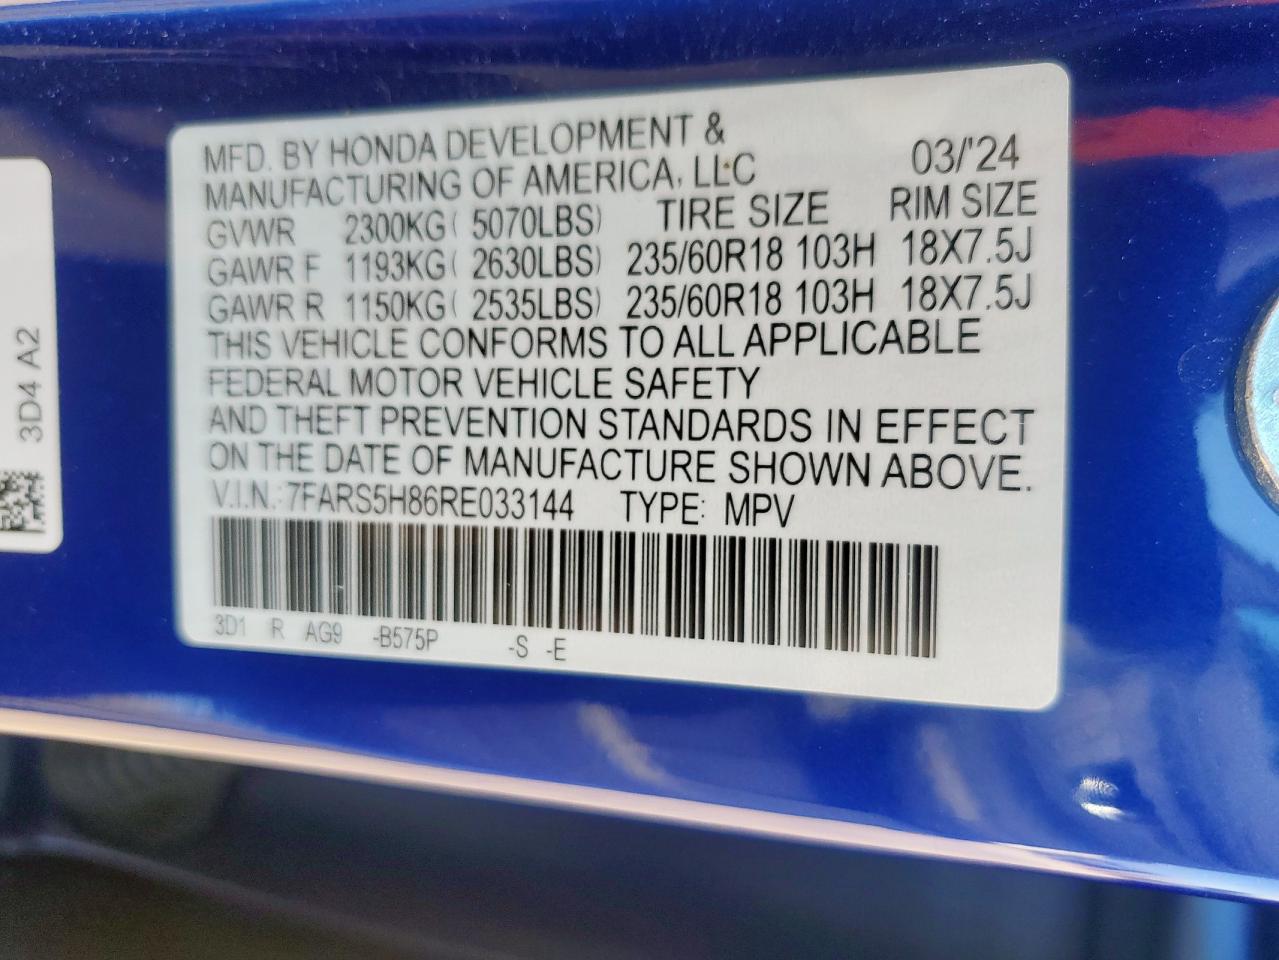 MFD. BY HONDA DEVELOPMENT &
MANUFACTURING OF AMERICA, LLC 03/'24
GVWR 2300KG( 5070LBS) TIRE SIZE RIM SIZE
GAWR F 1193KG( 2630LBS) 235/60R18 103H 18X7.5J
GAWR R 1150KG( 2535LBS) 235/60R18 103H 18X7.5J
THIS VEHICLE CONFORMS TO ALL APPLICABLE
FEDERAL MOTOR VEHICLE SAFETY
AND THEFT PREVENTION STANDARDS IN EFFECT
ON THE DATE OF MANUFACTURE SHOWN ABOVE.
V.I.N.:7FARS5H86RE033144 TYPE: MPV
3D1 R AG9 -B575P -S -E
3D4 A2